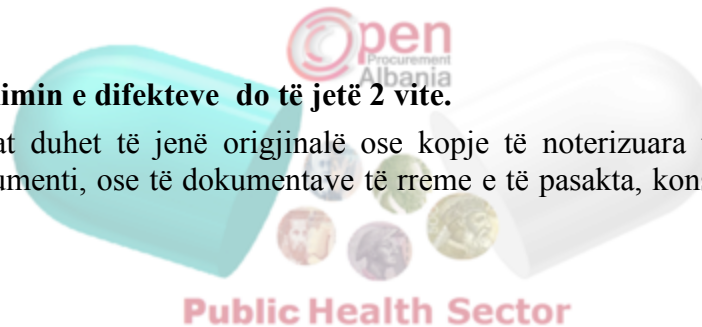 Open
Procurement
Albania
imin e difekteve do të jetë 2 vite.
at duhet të jenë origjinalë ose kopje të noterizuara
umenti, ose të dokumentave të rreme e të pasakta, kon
Public Health Sector